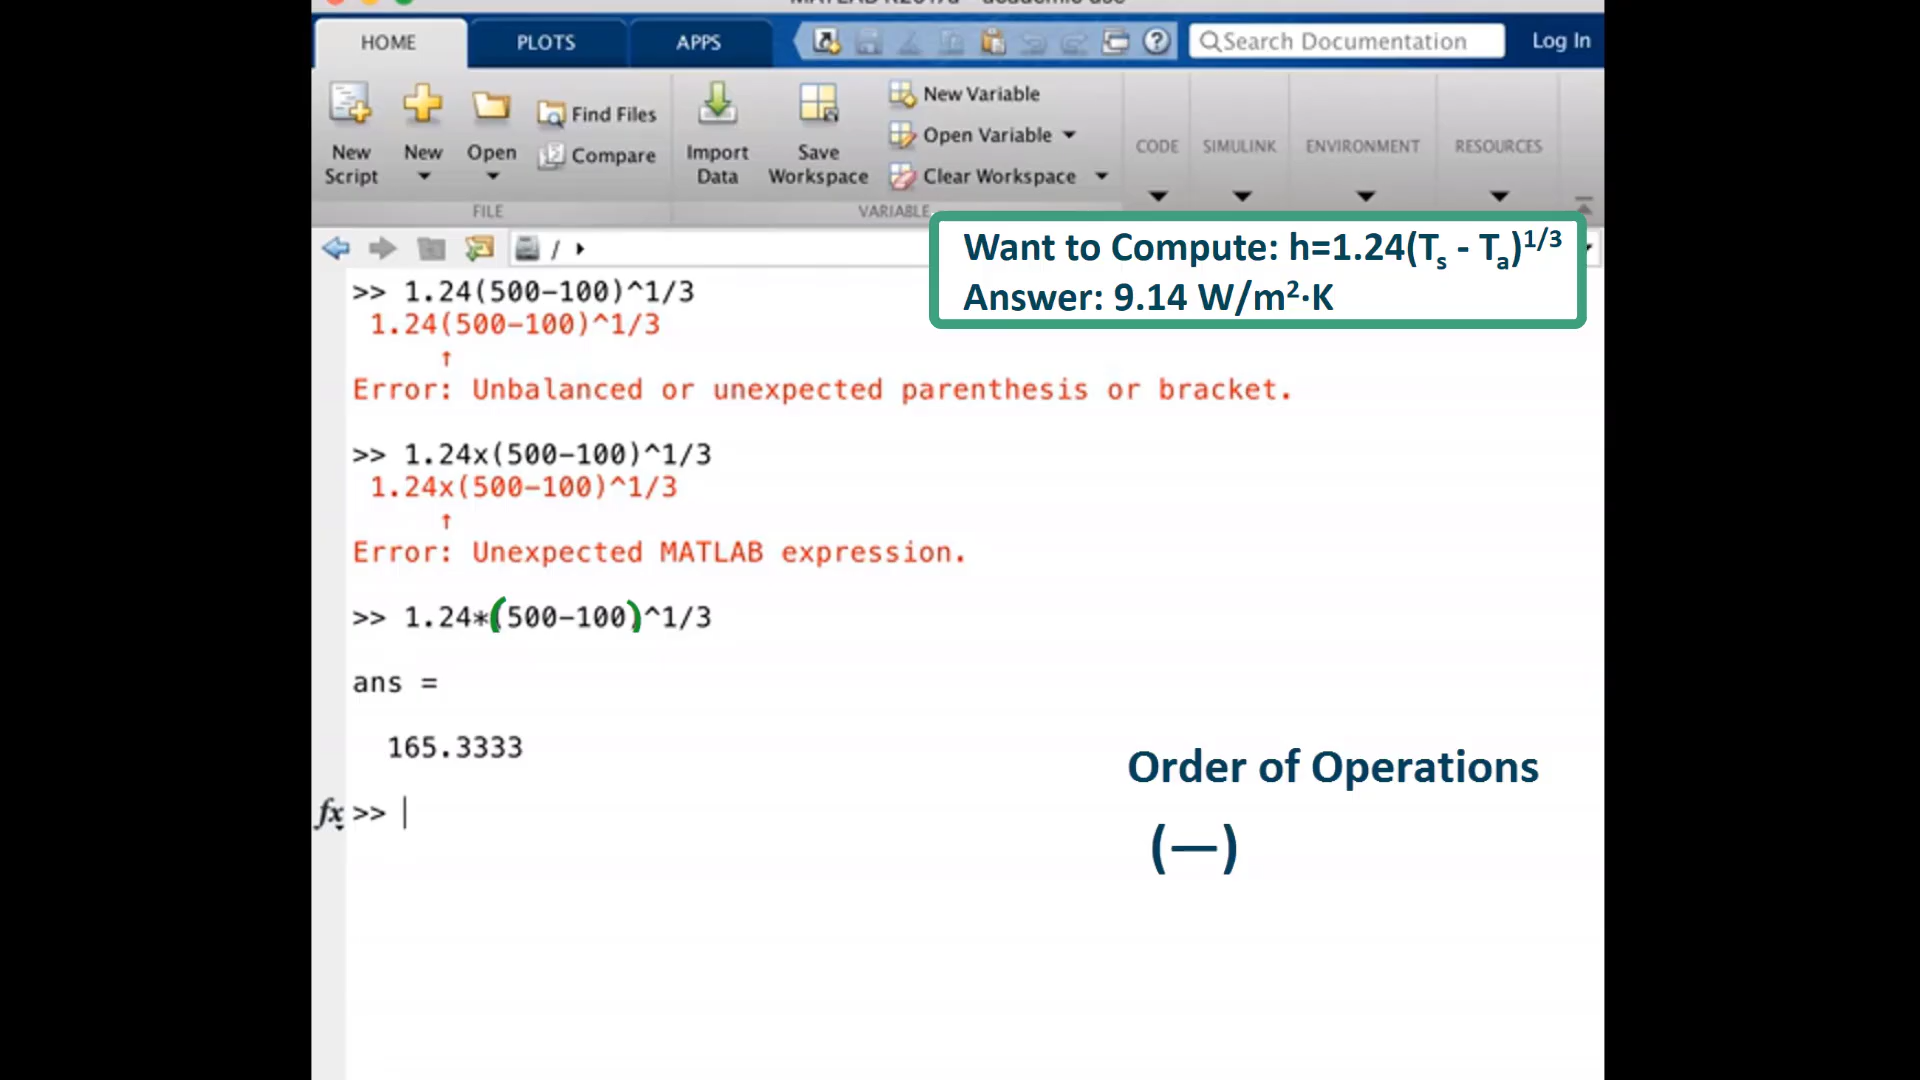 HOME PLOTS APPS Search Documentation Log In
New Script New Open Find Files Compare Import Data Save Workspace New Variable Open Variable Clear Workspace CODE SIMULINK ENVIRONMENT RESOURCES
FILE VARIABLE
/
Want to Compute: h=1.24(Ts - Ta)^1/3
Answer: 9.14 W/m²·K
>> 1.24(500-100)^1/3
1.24(500-100)^1/3
↑
Error: Unbalanced or unexpected parenthesis or bracket.
>> 1.24x(500-100)^1/3
1.24x(500-100)^1/3
↑
Error: Unexpected MATLAB expression.
>> 1.24*(500-100)^1/3
ans =
165.3333
Order of Operations
fx >>
(—)